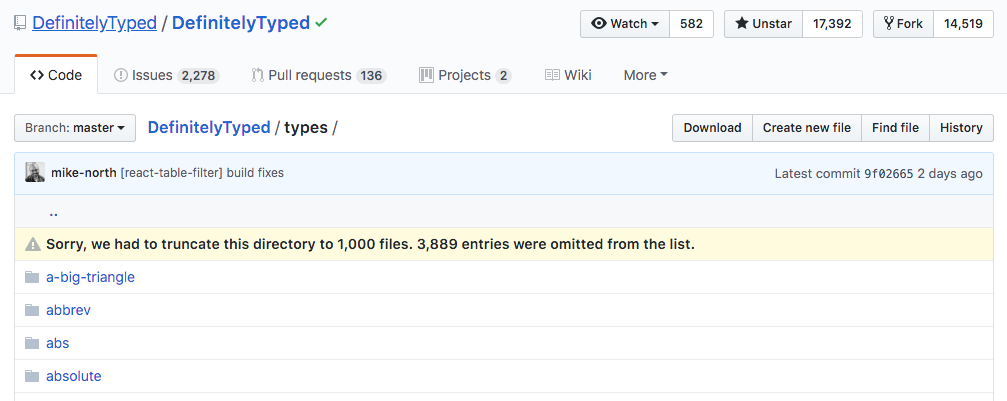 DefinitelyTyped / DefinitelyTyped Watch 582 Unstar 17,392 Fork 14,519
<> Code Issues 2,278 Pull requests 136 Projects 2 Wiki More
Branch: master DefinitelyTyped / types / Download Create new file Find file History
mike-north [react-table-filter] build fixes Latest commit 9f02665 2 days ago
..
Sorry, we had to truncate this directory to 1,000 files. 3,889 entries were omitted from the list.
a-big-triangle
abbrev
abs
absolute